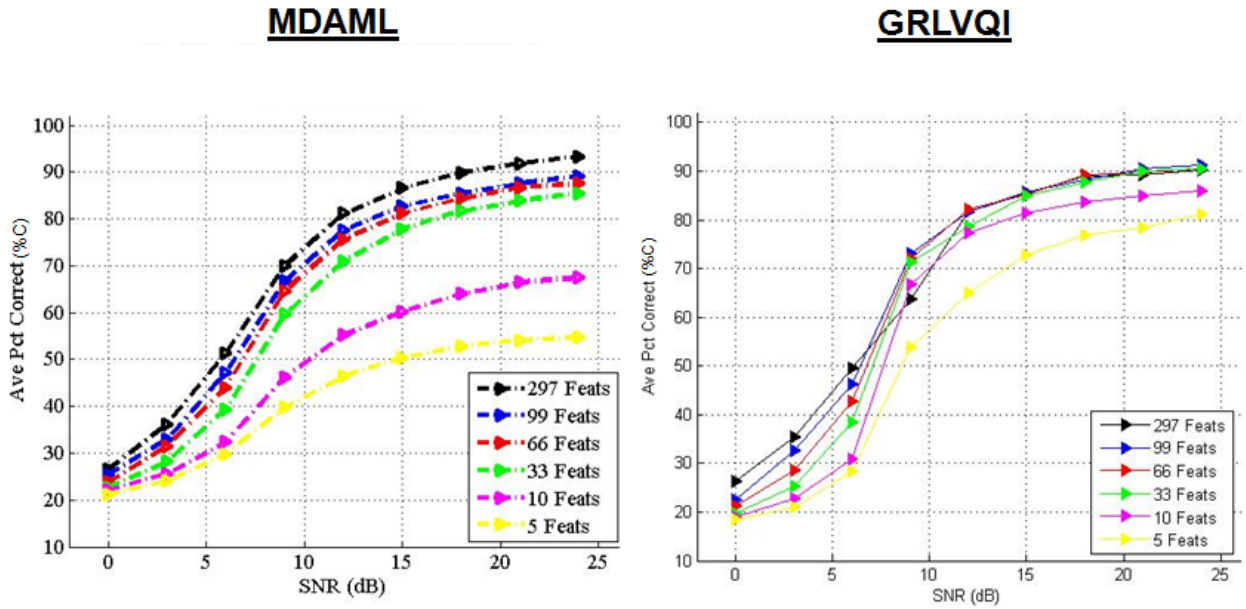 MDAML
GRLVQI
Ave Pct Correct (%C)
100
90
80
70
60
50
40
30
20
10
0
5
10
15
20
25
SNR (dB)
297 Feats
99 Feats
66 Feats
33 Feats
10 Feats
5 Feats
Ave Pct Correct (%C)
100
90
80
70
60
50
40
30
20
10
0
5
10
15
20
25
SNR (dB)
297 Feats
99 Feats
66 Feats
33 Feats
10 Feats
5 Feats